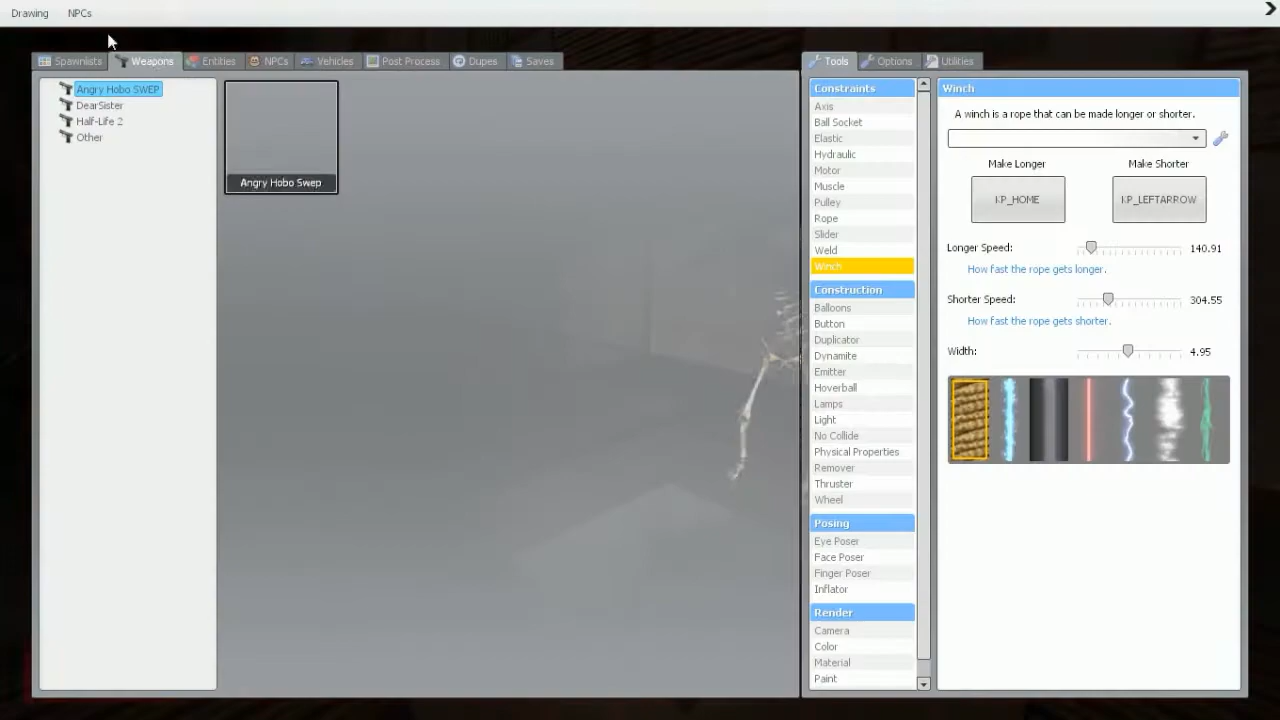 Drawing NPCs
Spawnlists Weapons Entities NPCs Vehicles Post Process Dupes Saves
Angry Hobo SWEP
DearSister
Half-Life 2
Other
Angry Hobo Swep
Tools Options Utilities
Constraints
Axis
Ball Socket
Elastic
Hydraulic
Motor
Muscle
Pulley
Rope
Slider
Weld
Winch
Construction
Balloons
Button
Duplicator
Dynamite
Emitter
Hoverball
Lamps
Light
No Collide
Physical Properties
Remover
Thruster
Wheel
Posing
Eye Poser
Face Poser
Finger Poser
Inflator
Render
Camera
Color
Material
Paint
Winch
A winch is a rope that can be made longer or shorter.
Make Longer Make Shorter
KP_HOME KP_LEFTARROW
Longer Speed: 140.91
How fast the rope gets longer.
Shorter Speed: 304.55
How fast the rope gets shorter.
Width: 4.95